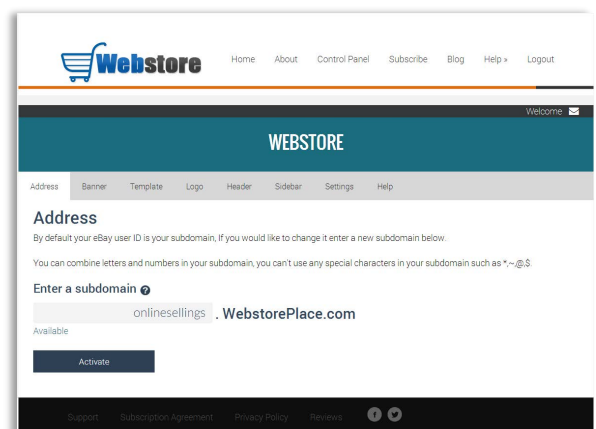 Webstore
Home About Control Panel Subscribe Blog Help » Logout
Welcome
WEBSTORE
Address Banner Template Logo Header Sidebar Settings Help
Address
By default your eBay user ID is your subdomain, If you would like to change it enter a new subdomain below.
You can combine letters and numbers in your subdomain, you can't use any special characters in your subdomain such as *,~,@,$.
Enter a subdomain ?
onlinesellings . WebstorePlace.com
Available
Activate
Support Subscription Agreement Privacy Policy Reviews